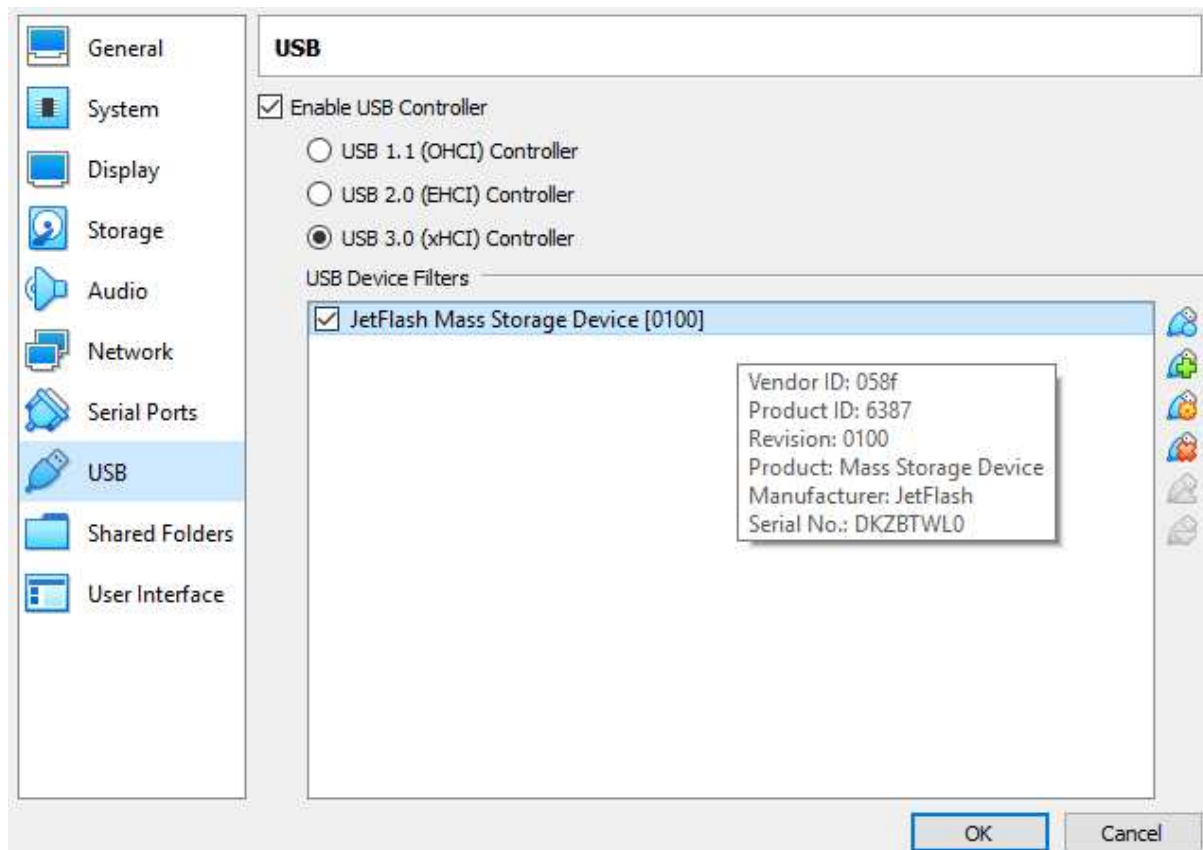 General
System
Display
Storage
Audio
Network
Serial Ports
USB
Shared Folders
User Interface
USB
Enable USB Controller
USB 1.1 (OHCI) Controller
USB 2.0 (EHCI) Controller
USB 3.0 (xHCI) Controller
USB Device Filters
JetFlash Mass Storage Device [0100]
Vendor ID: 058f
Product ID: 6387
Revision: 0100
Product: Mass Storage Device
Manufacturer: JetFlash
Serial No.: DKZBTWL0
OK
Cancel